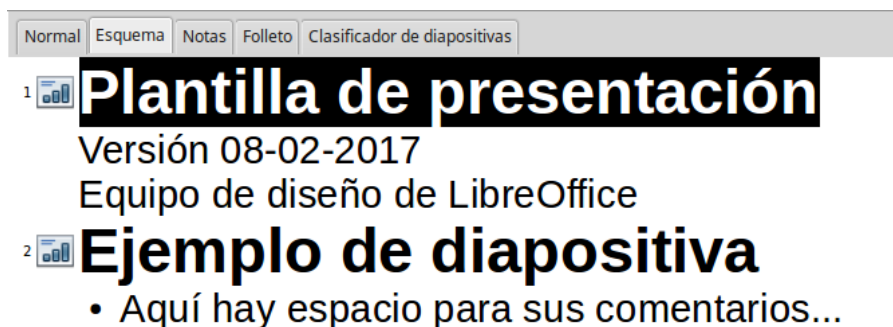 Normal Esquema Notas Folleto Clasificador de diapositivas
1 Plantilla de presentación
Versión 08-02-2017
Equipo de diseño de LibreOffice
2 Ejemplo de diapositiva
• Aquí hay espacio para sus comentarios...